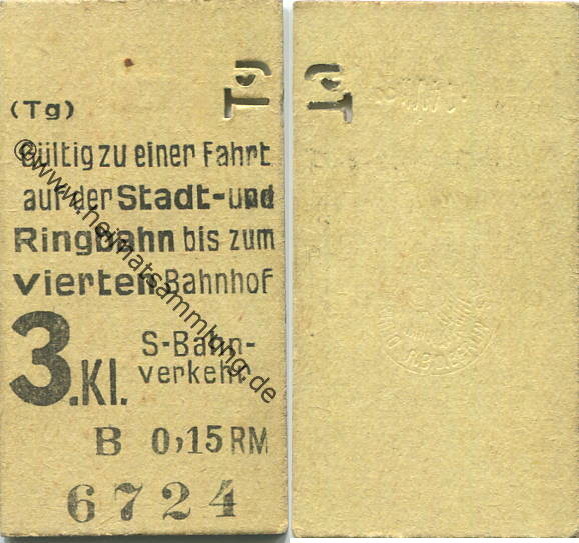 Tg
(Tg)
Gültig zu einer Fahrt
auf der Stadt- und
Ringbahn bis zum
vierten Bahnhof
3.Kl.
S-Bahn-
verkehr
B 0,15 RM
6724
©www.heimatsammlung.de
Tg